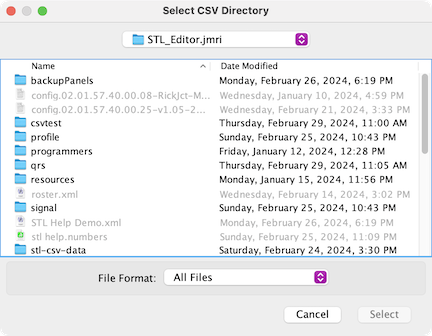 Select CSV Directory
STL_Editor.jmri
Name Date Modified
backupPanels Monday, February 26, 2024, 6:19 PM
config.02.01.57.40.00.08-RickJct-M... Wednesday, January 10, 2024, 4:59 PM
config.02.01.57.40.00.25-v1.05-2... Wednesday, February 21, 2024, 3:33 PM
csvtest Thursday, February 29, 2024, 11:00 AM
profile Sunday, February 25, 2024, 10:43 PM
programmers Friday, January 12, 2024, 12:28 PM
qrs Thursday, February 29, 2024, 11:05 AM
resources Monday, January 15, 2024, 11:56 PM
roster.xml Wednesday, February 14, 2024, 3:02 PM
signal Sunday, February 25, 2024, 10:43 PM
STL Help Demo.xml Monday, February 26, 2024, 6:19 PM
stl help.numbers Sunday, February 25, 2024, 11:09 PM
stl-csv-data Saturday, February 24, 2024, 3:30 PM
File Format: All Files
Cancel Select